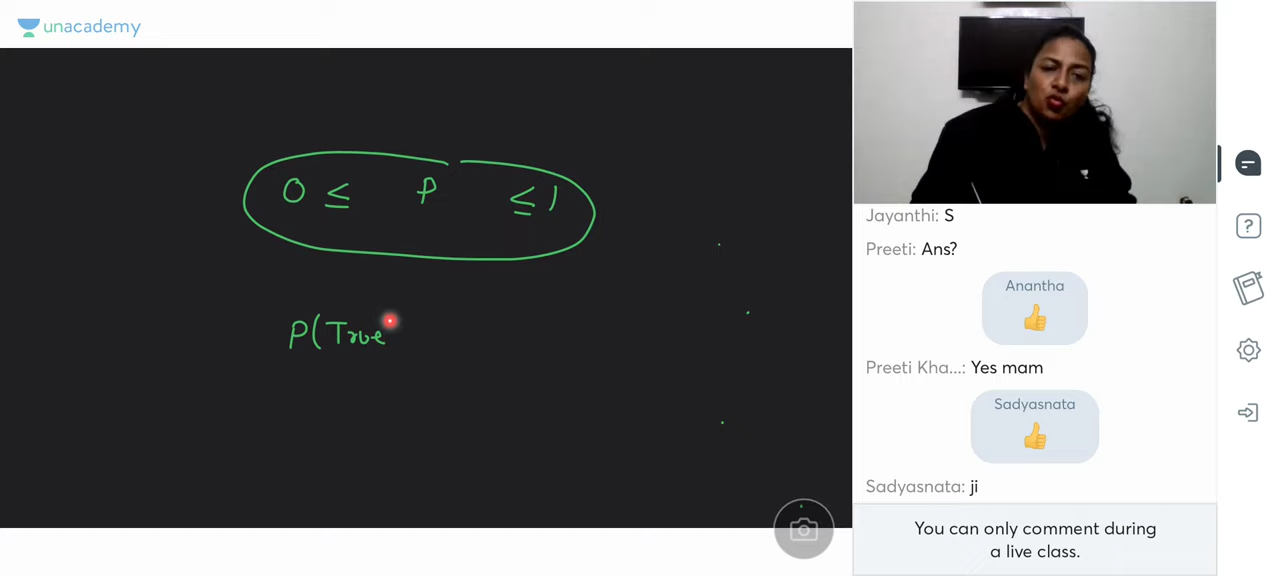 unacademy
0 ≤ P ≤ 1
P(True
Jayanthi: S
Preeti: Ans?
Anantha
👍
Preeti Kha...: Yes mam
Sadyasnata
👍
Sadyasnata: ji
You can only comment during
a live class.